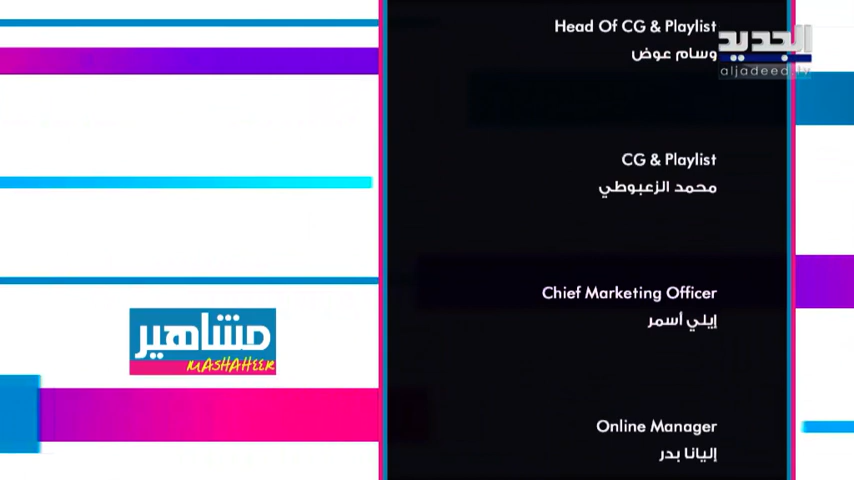 Head Of CG & Playlist
وسام عوض
الجديد
aljadeed.tv
CG & Playlist
محمد الزعبوطي
Chief Marketing Officer
إيلي أسمر
مشاهير
MASHAHEER
Online Manager
إليانا بدر